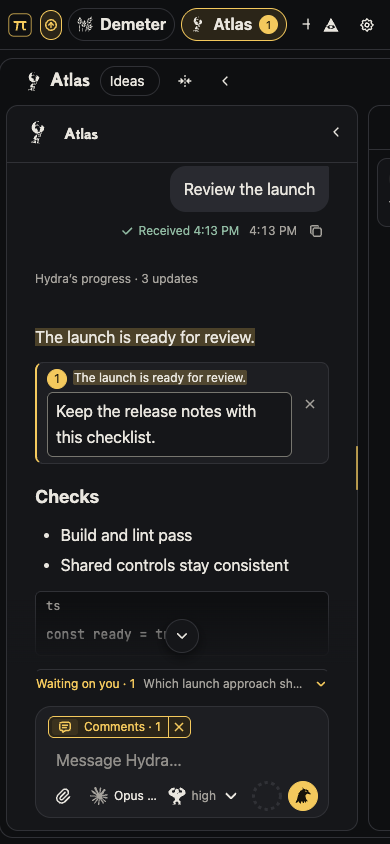 π
Demeter
Atlas 1
Atlas
Ideas
Atlas
Review the launch
Received 4:13 PM 4:13 PM
Hydra's progress · 3 updates
The launch is ready for review.
1 The launch is ready for review.
Keep the release notes with
this checklist.
Checks
• Build and lint pass
• Shared controls stay consistent
ts
const ready =
Waiting on you · 1 Which launch approach sh...
Comments · 1
Message Hydra...
Opus ... high